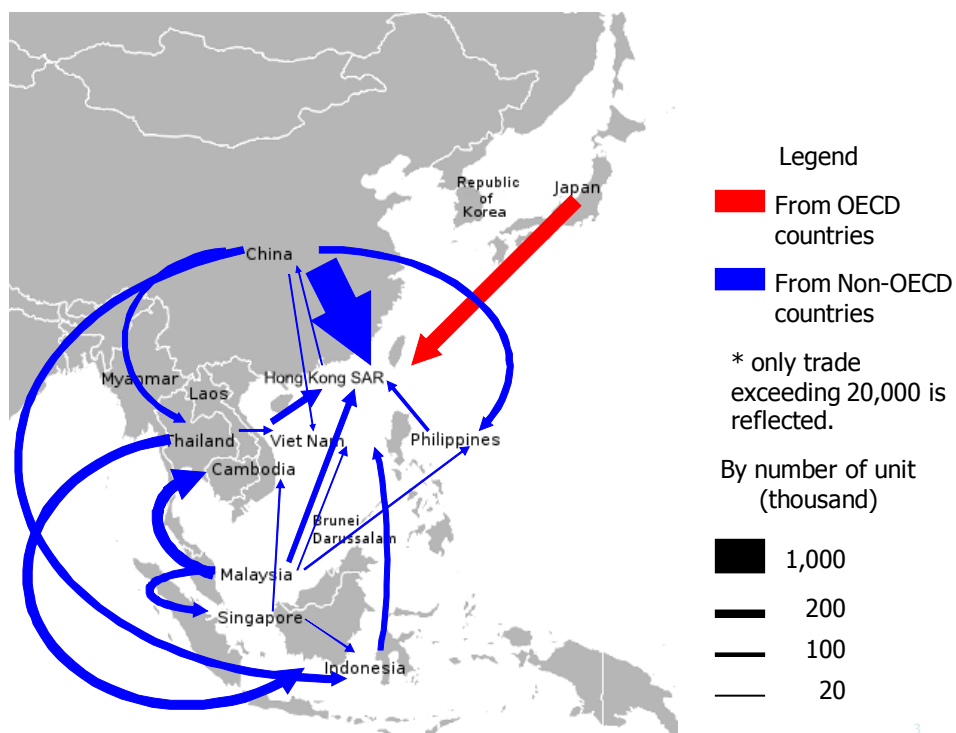 Republic
of
Korea
Japan
China
Myanmar
Hong Kong SAR
Laos
Thailand
Viet Nam
Philippines
Cambodia
Brunei
Darussalam
Malaysia
Singapore
Indonesia
Legend
From OECD
countries
From Non-OECD
countries
* only trade
exceeding 20,000 is
reflected.
By number of unit
(thousand)
1,000
200
100
20
3